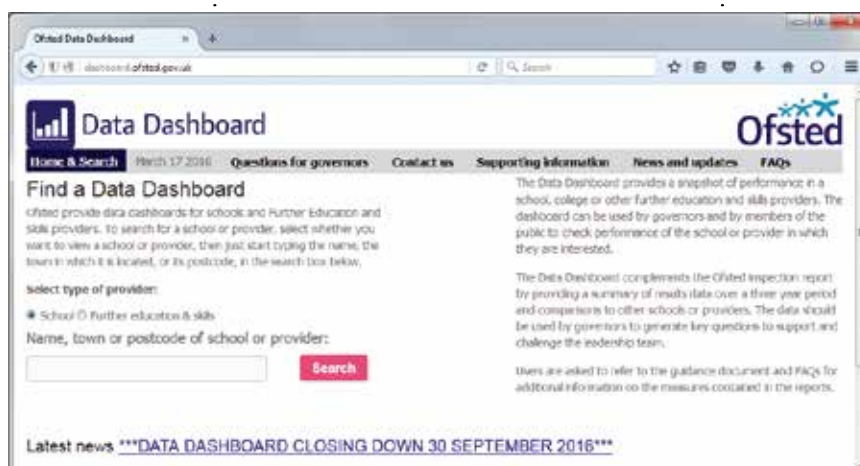 Ofsted Data Dashboard
dashboard.ofsted.gov.uk
Search
Data Dashboard
Ofsted
Home & Search March 17 2016 Questions for governors Contact us Supporting information News and updates FAQs
Find a Data Dashboard
Ofsted provide data dashboards for schools and Further Education and
skills providers. To search for a school or provider, select whether you
want to view a school or provider, then just start typing the name, the
town in which it is located, or its postcode, in the search box below.
Select type of provider:
School Further education & skills
Name, town or postcode of school or provider:
Search
The Data Dashboard provides a snapshot of performance in a
school, college or other further education and skills providers. The
dashboard can be used by governors and by members of the
public to check performance of the school or provider in which
they are interested.
The Data Dashboard complements the Ofsted inspection report
by providing a summary of results data over a three year period
and comparisons to other schools or providers. The data should
be used by governors to generate key questions to support and
challenge the leadership team.
Users are asked to refer to the guidance document and FAQs for
additional information on the measures contained in the reports.
Latest news ***DATA DASHBOARD CLOSING DOWN 30 SEPTEMBER 2016***